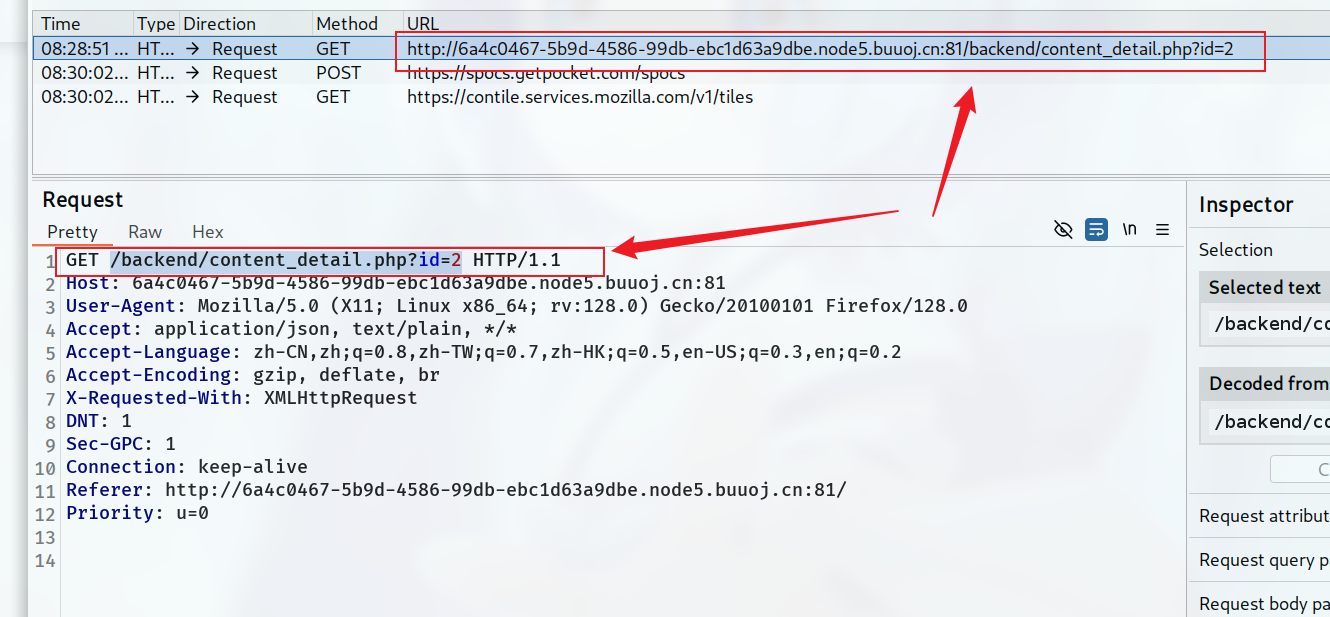 Time Type Direction Method URL
08:28:51 ... HT... → Request GET http://6a4c0467-5b9d-4586-99db-ebc1d63a9dbe.node5.buuoj.cn:81/backend/content_detail.php?id=2
08:30:02... HT... → Request POST https://spocs.getpocket.com/spocs
08:30:02... HT... → Request GET https://contile.services.mozilla.com/v1/tiles
Request
Pretty Raw Hex
\n
1 GET /backend/content_detail.php?id=2 HTTP/1.1
2 Host: 6a4c0467-5b9d-4586-99db-ebc1d63a9dbe.node5.buuoj.cn:81
3 User-Agent: Mozilla/5.0 (X11; Linux x86_64; rv:128.0) Gecko/20100101 Firefox/128.0
4 Accept: application/json, text/plain, */*
5 Accept-Language: zh-CN,zh;q=0.8,zh-TW;q=0.7,zh-HK;q=0.5,en-US;q=0.3,en;q=0.2
6 Accept-Encoding: gzip, deflate, br
7 X-Requested-With: XMLHttpRequest
8 DNT: 1
9 Sec-GPC: 1
10 Connection: keep-alive
11 Referer: http://6a4c0467-5b9d-4586-99db-ebc1d63a9dbe.node5.buuoj.cn:81/
12 Priority: u=0
13
14
Inspector
Selection
Selected text
/backend/co
Decoded from
/backend/co
C
Request attribut
Request query p
Request body pa